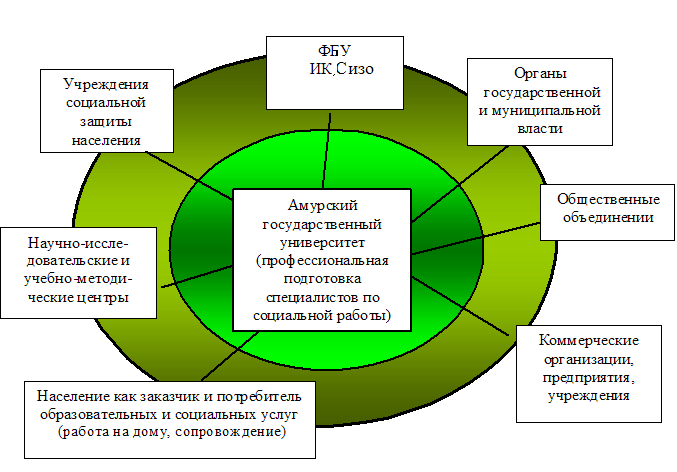 ФБУ
ИК,Сизо
Учреждения
социальной
защиты
населения
Органы
государственной
и муниципальной
власти
Общественные
объединении
Амурский
государственный
университет
(профессиональная
подготовка
специалистов по
социальной работы)
Научно-иссле-
довательские и
учебно-методи-
ческие центры
Коммерческие
организации,
предприятия,
учреждения
Население как заказчик и потребитель
образовательных и социальных услуг
(работа на дому, сопровождение)